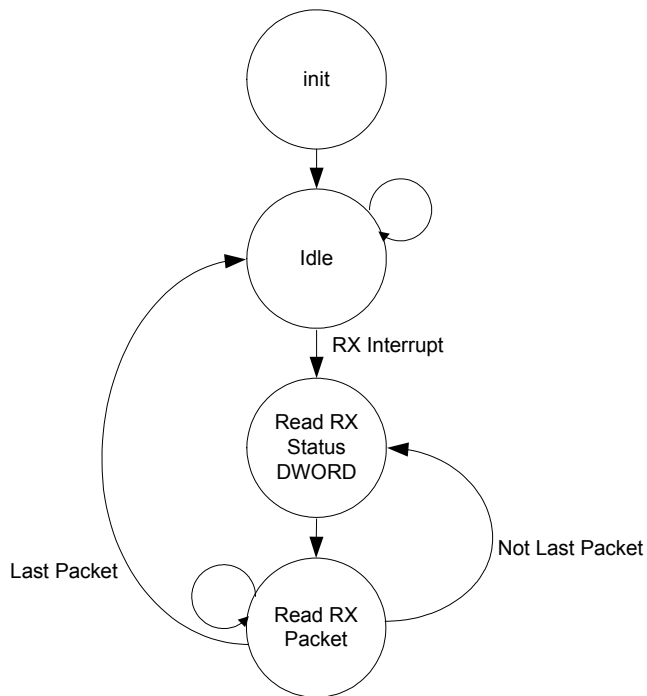 init
Idle
RX Interrupt
Read RX
Status
DWORD
Not Last Packet
Last Packet
Read RX
Packet